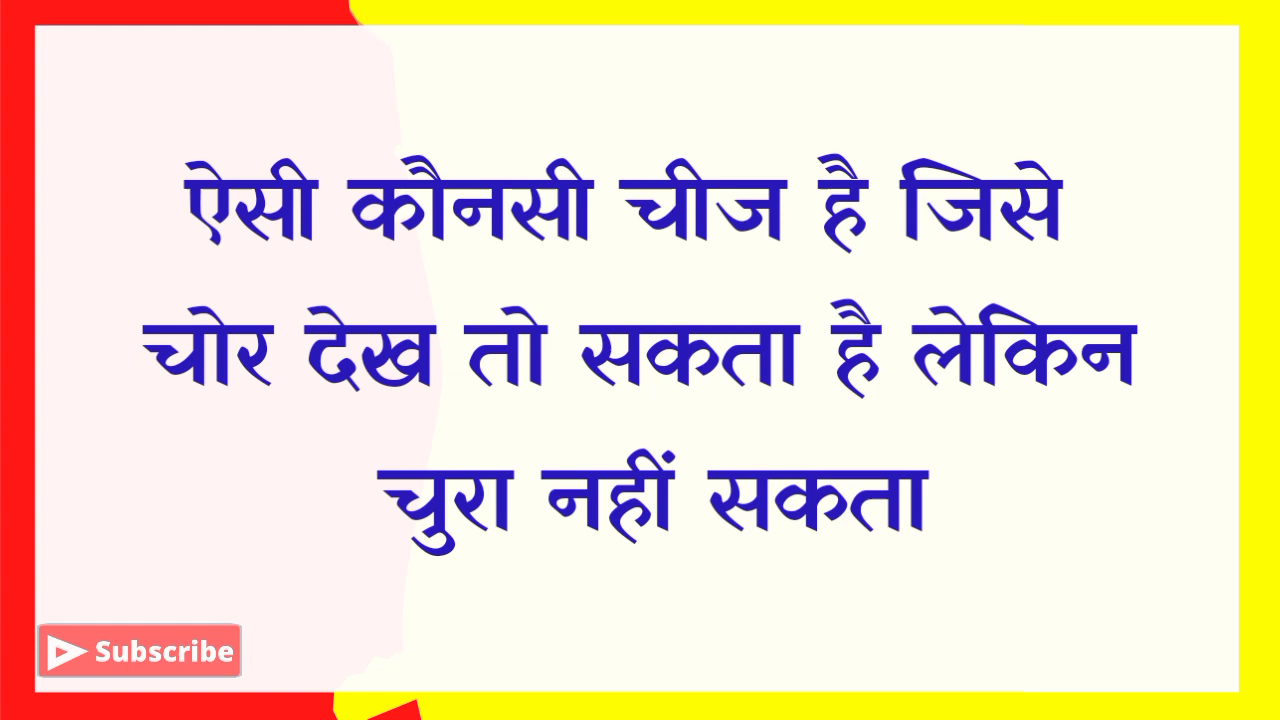 ऐसी कौनसी चीज है जिसे
चोर देख तो सकता है लेकिन
चुरा नहीं सकता
Subscribe